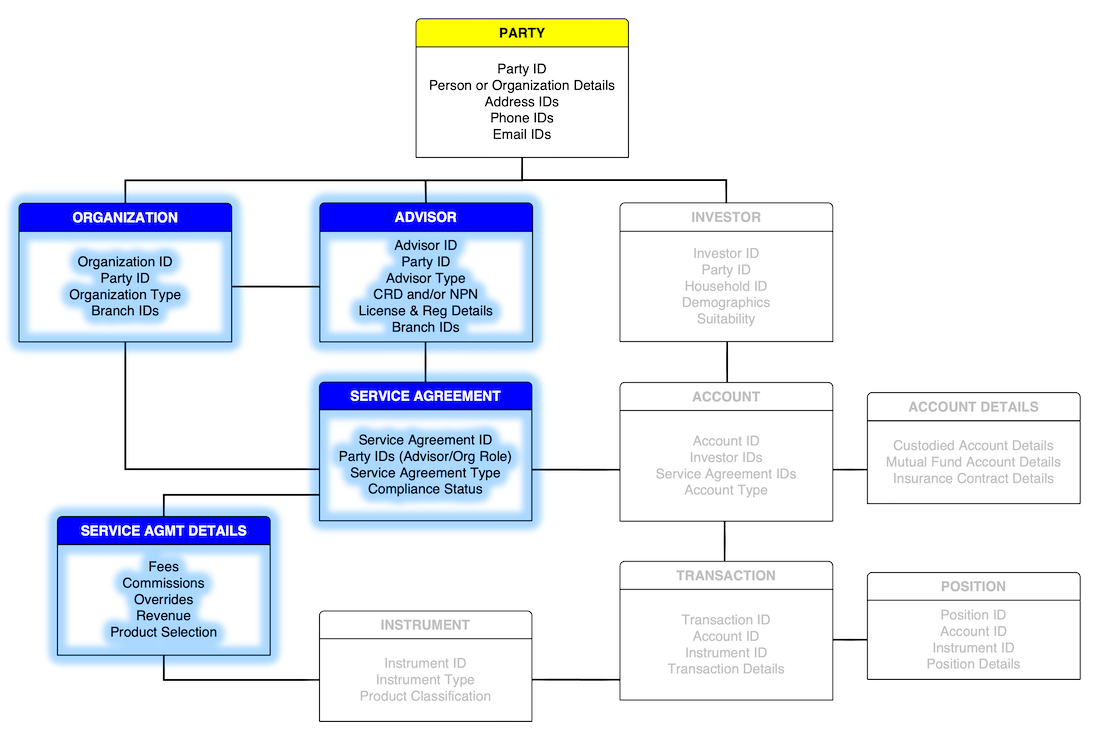 PARTY
Party ID
Person or Organization Details
Address IDs
Phone IDs
Email IDs
ORGANIZATION
Organization ID
Party ID
Organization Type
Branch IDs
ADVISOR
Advisor ID
Party ID
Advisor Type
CRD and/or NPN
License & Reg Details
Branch IDs
INVESTOR
Investor ID
Party ID
Household ID
Demographics
Suitability
SERVICE AGREEMENT
Service Agreement ID
Party IDs (Advisor/Org Role)
Service Agreement Type
Compliance Status
ACCOUNT
Account ID
Investor IDs
Service Agreement IDs
Account Type
ACCOUNT DETAILS
Custodied Account Details
Mutual Fund Account Details
Insurance Contract Details
SERVICE AGMT DETAILS
Fees
Commissions
Overrides
Revenue
Product Selection
INSTRUMENT
Instrument ID
Instrument Type
Product Classification
TRANSACTION
Transaction ID
Account ID
Instrument ID
Transaction Details
POSITION
Position ID
Account ID
Instrument ID
Position Details